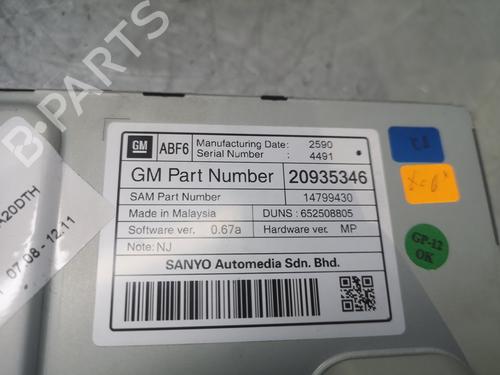 B-PARTS
GM ABF6 Manufacturing Date: 2590
Serial Number : 4491
GM Part Number 20935346
SAM Part Number 14799430
Made in Malaysia DUNS : 652508805
Software ver. 0.67a Hardware ver. MP
Note: NJ
SANYO Automedia Sdn. Bhd.
GP-12
OK
A20DTH
07.08 - 12.11